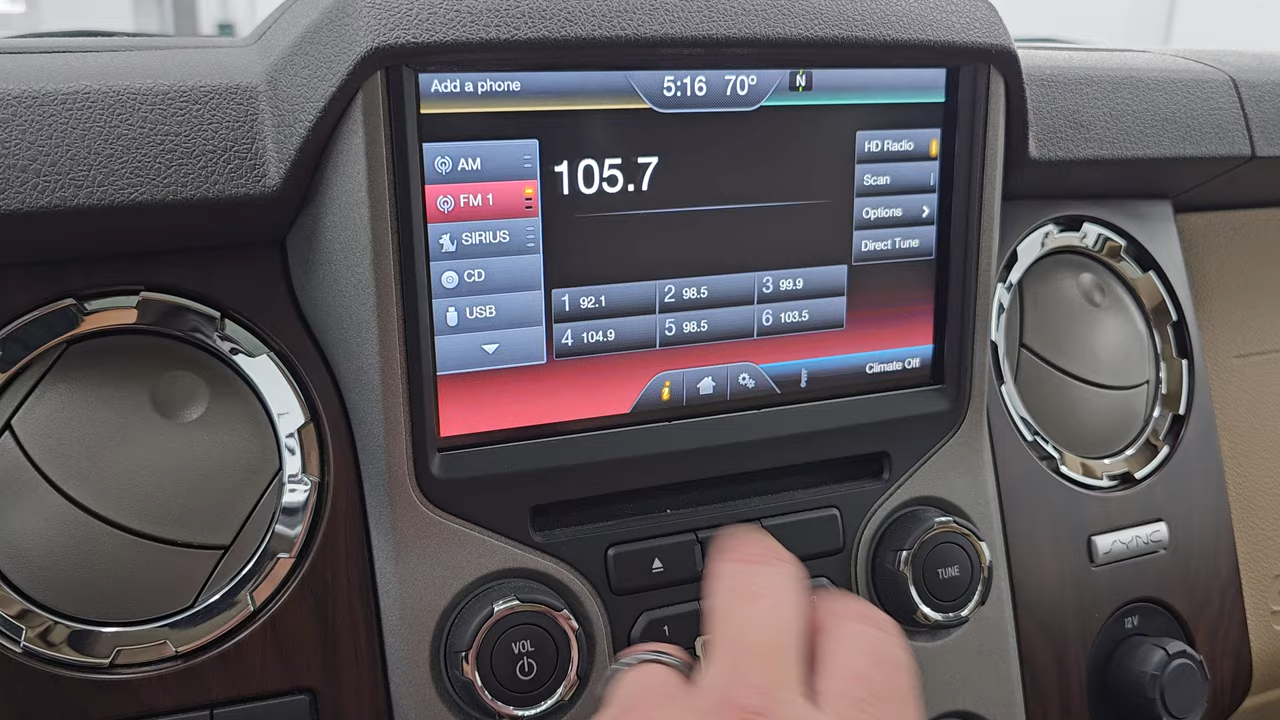 Add a phone
5:16 70°
N
AM
FM 1
SIRIUS
CD
USB
105.7
HD Radio
Scan
Options
Direct Tune
1 92.1
2 98.5
3 99.9
4 104.9
5 98.5
6 103.5
i
Climate Off
SYNC
TUNE
1
VOL
12V